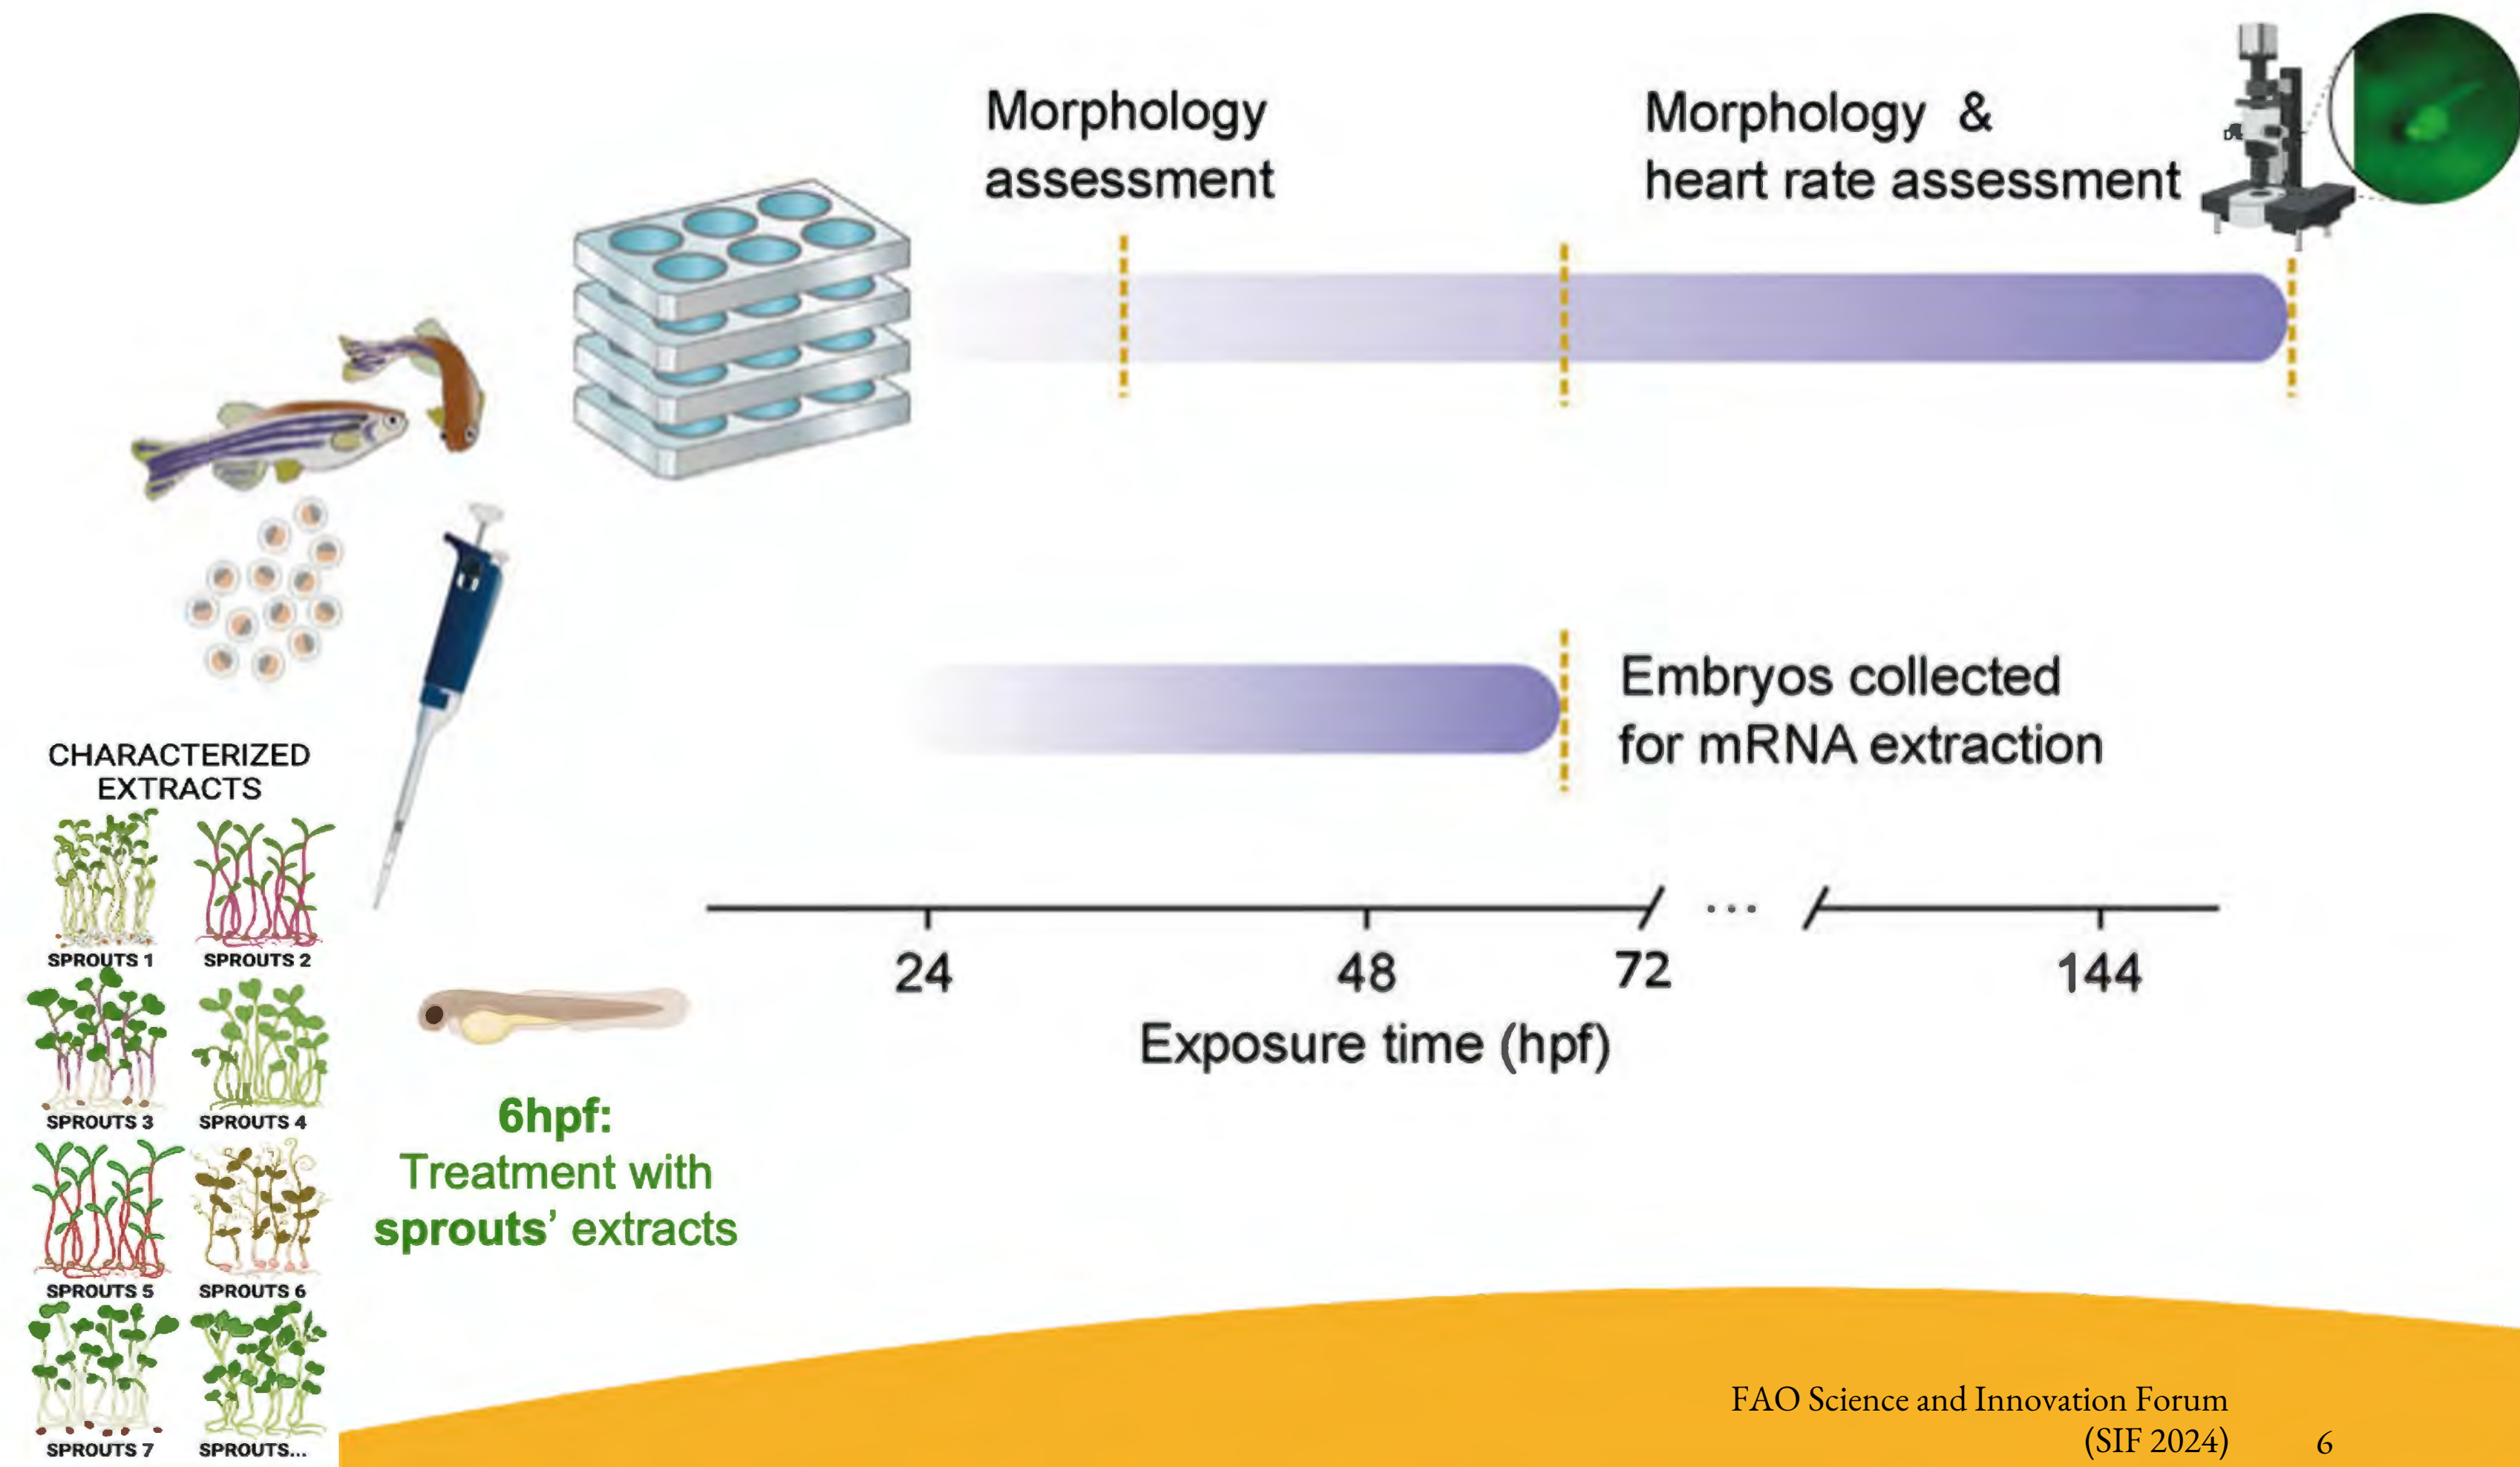 Morphology
assessment
Morphology &
heart rate assessment
Embryos collected
for mRNA extraction
CHARACTERIZED
EXTRACTS
SPROUTS 1
SPROUTS 2
SPROUTS 3
SPROUTS 4
SPROUTS 5
SPROUTS 6
SPROUTS 7
SPROUTS...
24
48
72
...
144
Exposure time (hpf)
6hpf:
Treatment with
sprouts’ extracts
FAO Science and Innovation Forum
(SIF 2024)
6